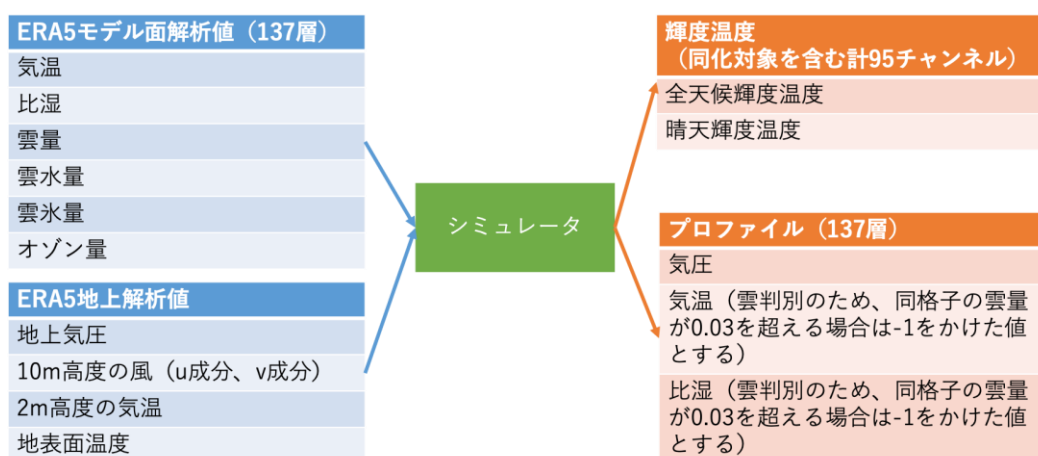 ERA5モデル面解析値（137層）
気温
比湿
雲量
雲水量
雲氷量
オゾン量
ERA5地上解析値
地上気圧
10m高度の風（u成分、v成分）
2m高度の気温
地表面温度
シミュレータ
輝度温度
（同化対象を含む計95チャンネル）
全天候輝度温度
晴天輝度温度
プロファイル（137層）
気圧
気温（雲判別のため、同格子の雲量
が0.03を超える場合は-1をかけた値
とする）
比湿（雲判別のため、同格子の雲量
が0.03を超える場合は-1をかけた値
とする）